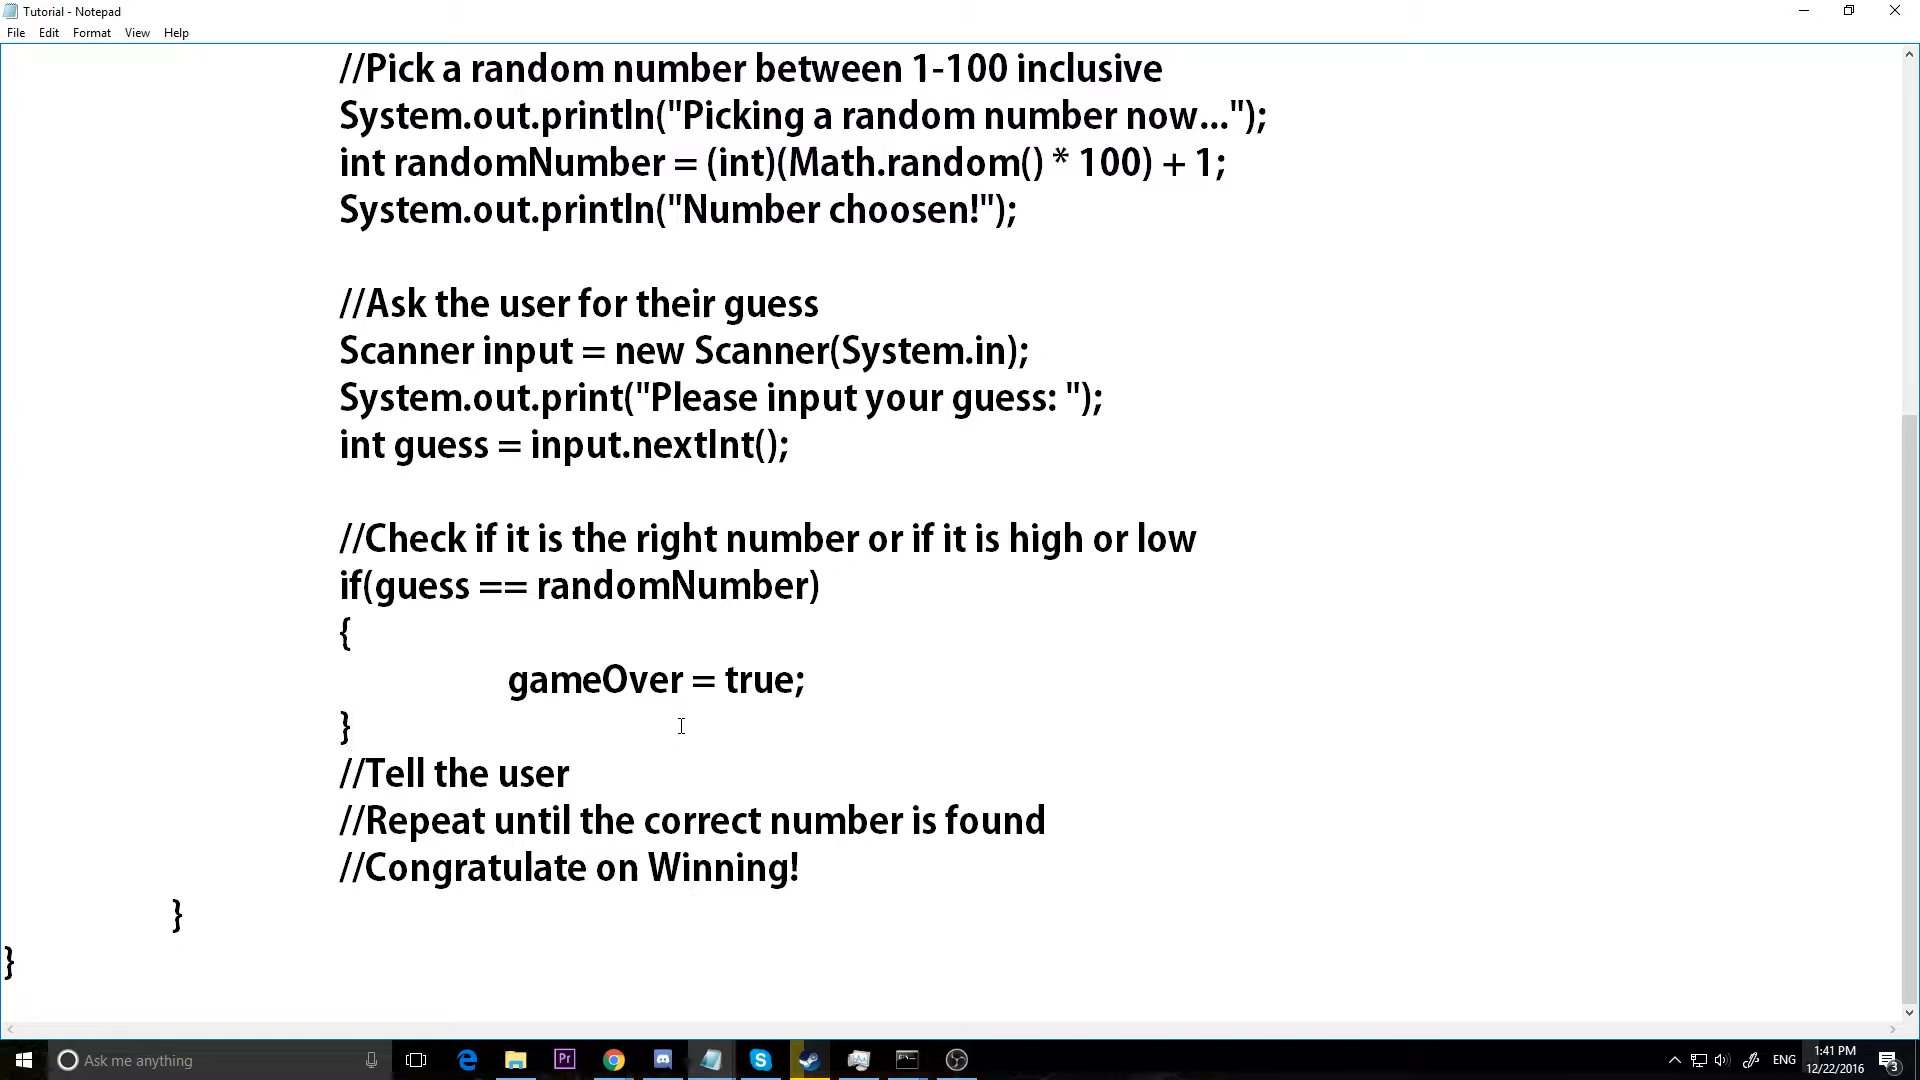 Tutorial - Notepad
File Edit Format View Help
//Pick a random number between 1-100 inclusive
System.out.println("Picking a random number now...");
int randomNumber = (int)(Math.random() * 100) + 1;
System.out.println("Number choosen!");
//Ask the user for their guess
Scanner input = new Scanner(System.in);
System.out.print("Please input your guess: ");
int guess = input.nextInt();
//Check if it is the right number or if it is high or low
if(guess == randomNumber)
{
gameOver = true;
}
//Tell the user
//Repeat until the correct number is found
//Congratulate on Winning!
}
}
Ask me anything
Pr
ENG
1:41 PM
12/22/2016
3